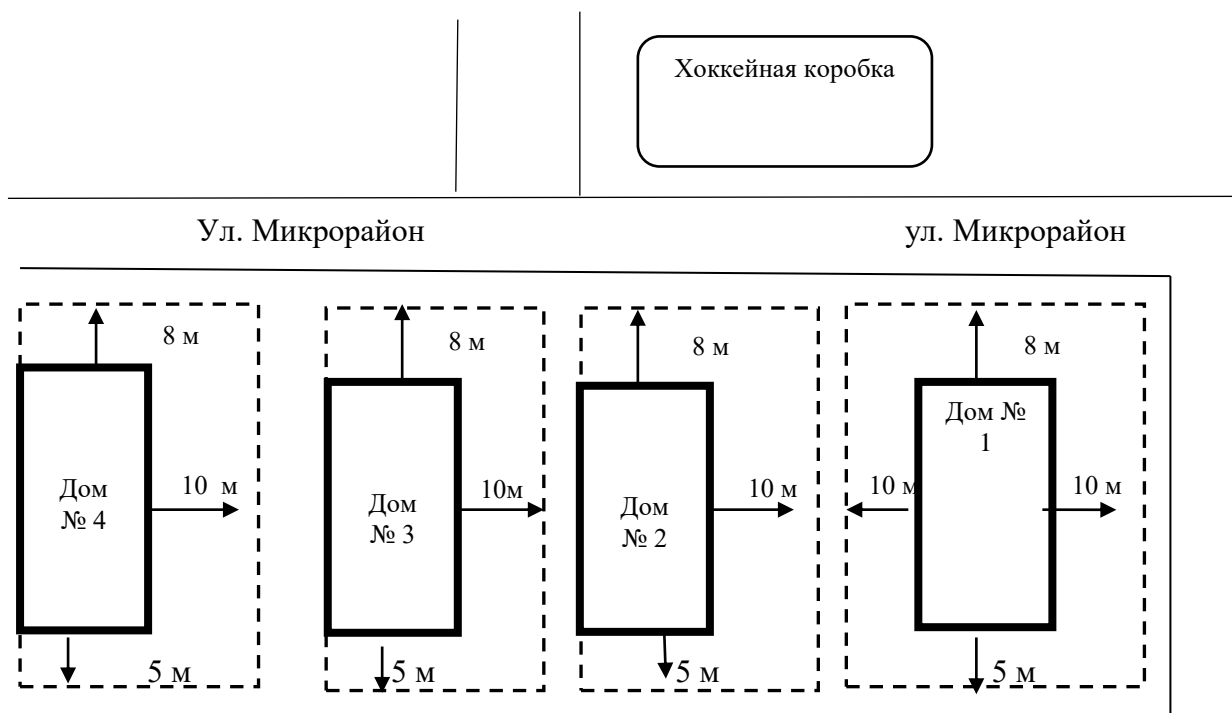 Хоккейная коробка
Ул. Микрорайон
ул. Микрорайон
8 м
8 м
8 м
8 м
Дом №
1
Дом
№ 4
10 м
Дом
№ 3
10м
Дом
№ 2
10 м
10 м
10 м
5 м
5 м
5 м
5 м